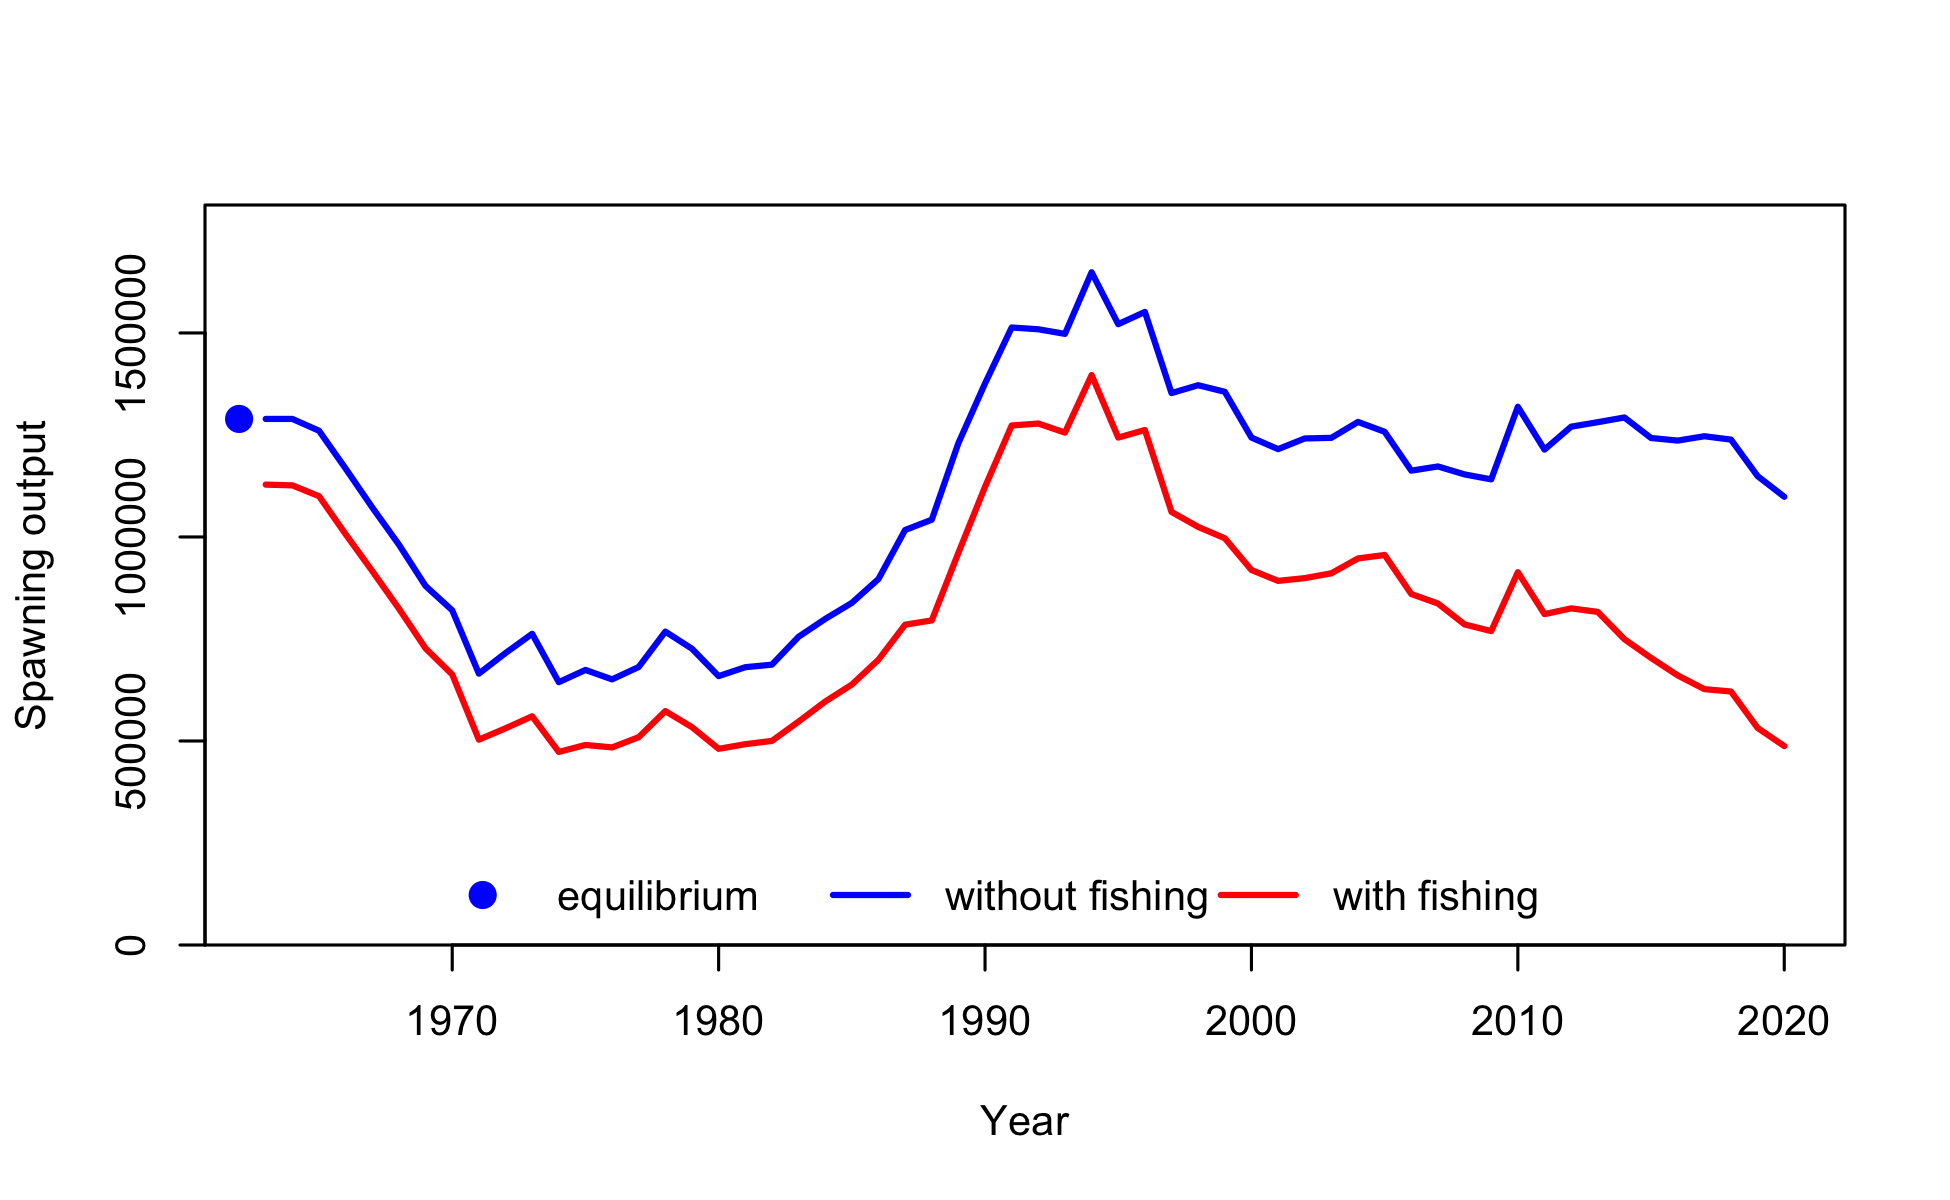 Spawning output
1500000
1000000
500000
0
equilibrium without fishing with fishing
1970 1980 1990 2000 2010 2020
Year